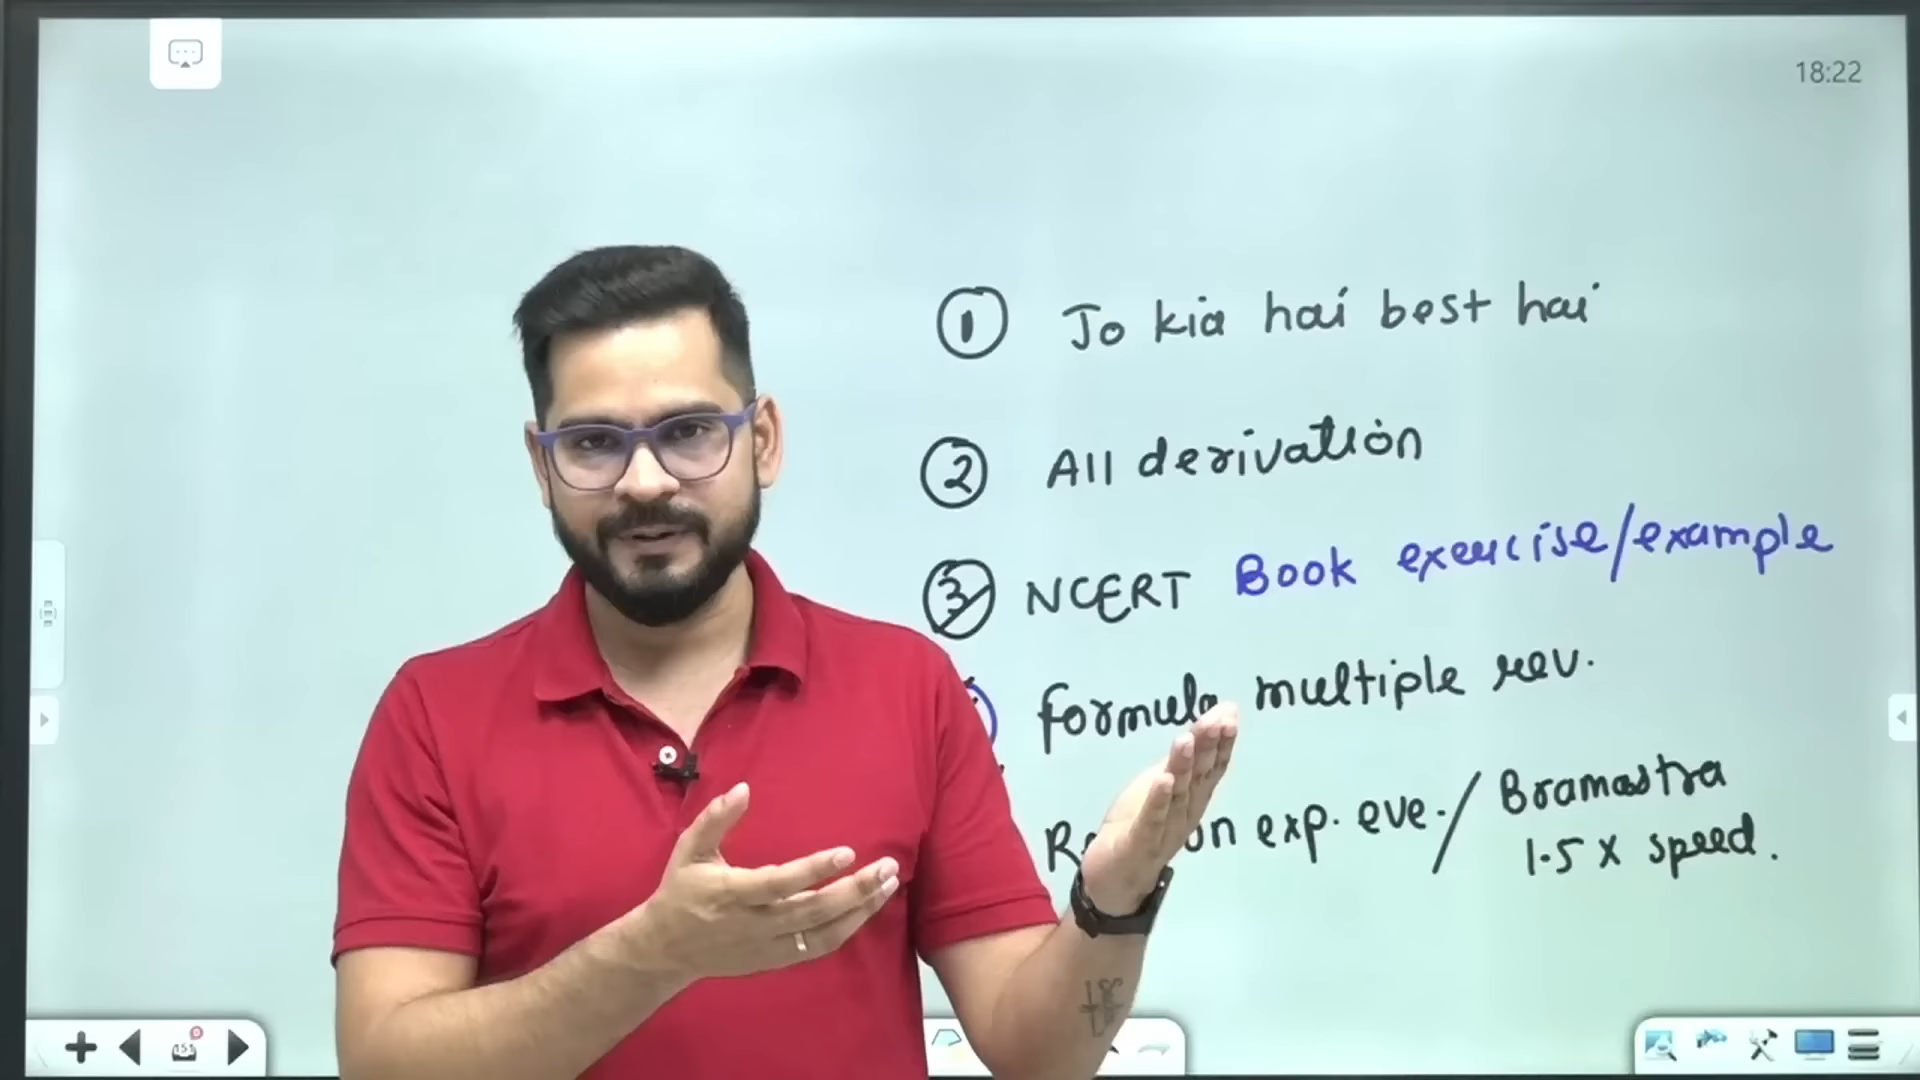 18:22
① Jo kia hai best hai
② All derivation
③ NCERT Book exercise/example
formula multiple rev.
exp. eve. / Bramastra
1.5 x speed.
151